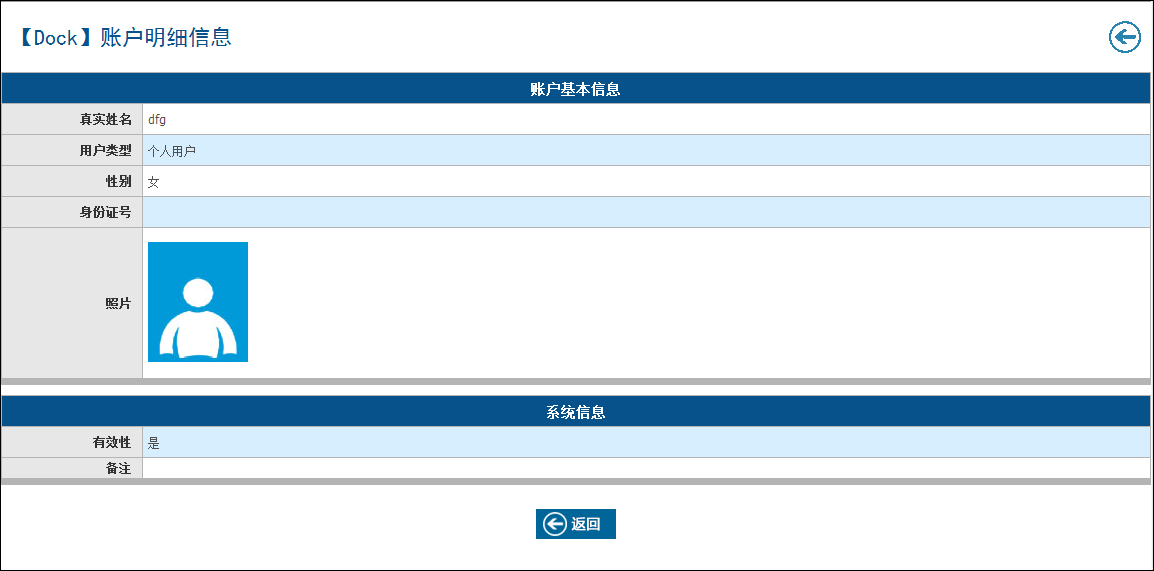 【Dock】账户明细信息
账户基本信息
真实姓名 dfg
用户类型 个人用户
性别 女
身份证号
照片
系统信息
有效性 是
备注
返回